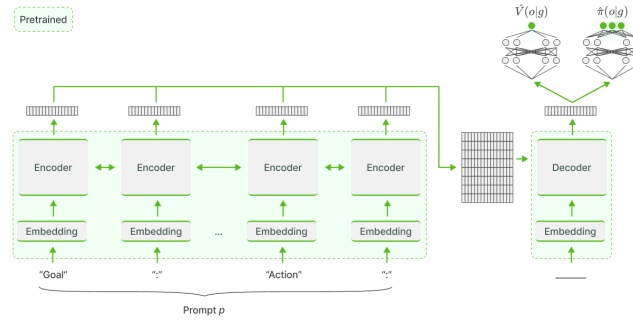 Pretrained
V̂(o|g) π̂(o|g)
Encoder Encoder Encoder Encoder Decoder
Embedding Embedding ... Embedding Embedding Embedding
"Goal" ":" "Action" ":"
Prompt p